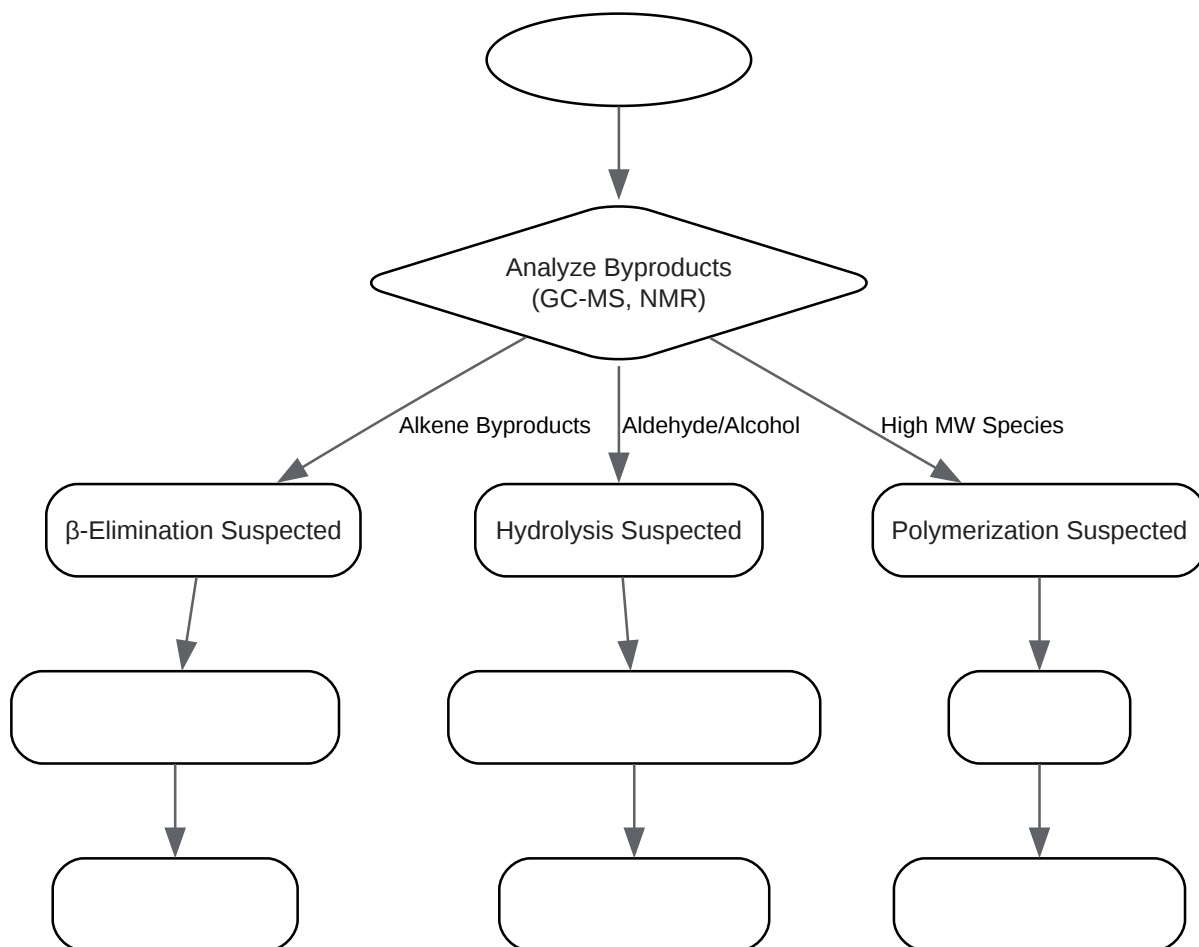 Analyze Byproducts
(GC-MS, NMR)
Alkene Byproducts
Aldehyde/Alcohol
High MW Species
β-Elimination Suspected
Hydrolysis Suspected
Polymerization Suspected